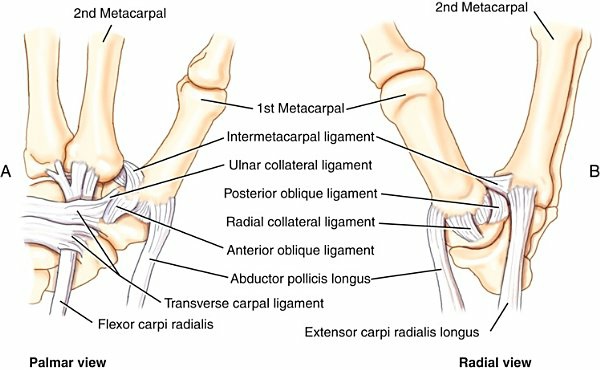 2nd Metacarpal
2nd Metacarpal
1st Metacarpal
Intermetacarpal ligament
A
B
Ulnar collateral ligament
Posterior oblique ligament
Radial collateral ligament
Anterior oblique ligament
Abductor pollicis longus
Transverse carpal ligament
Flexor carpi radialis
Extensor carpi radialis longus
Palmar view
Radial view